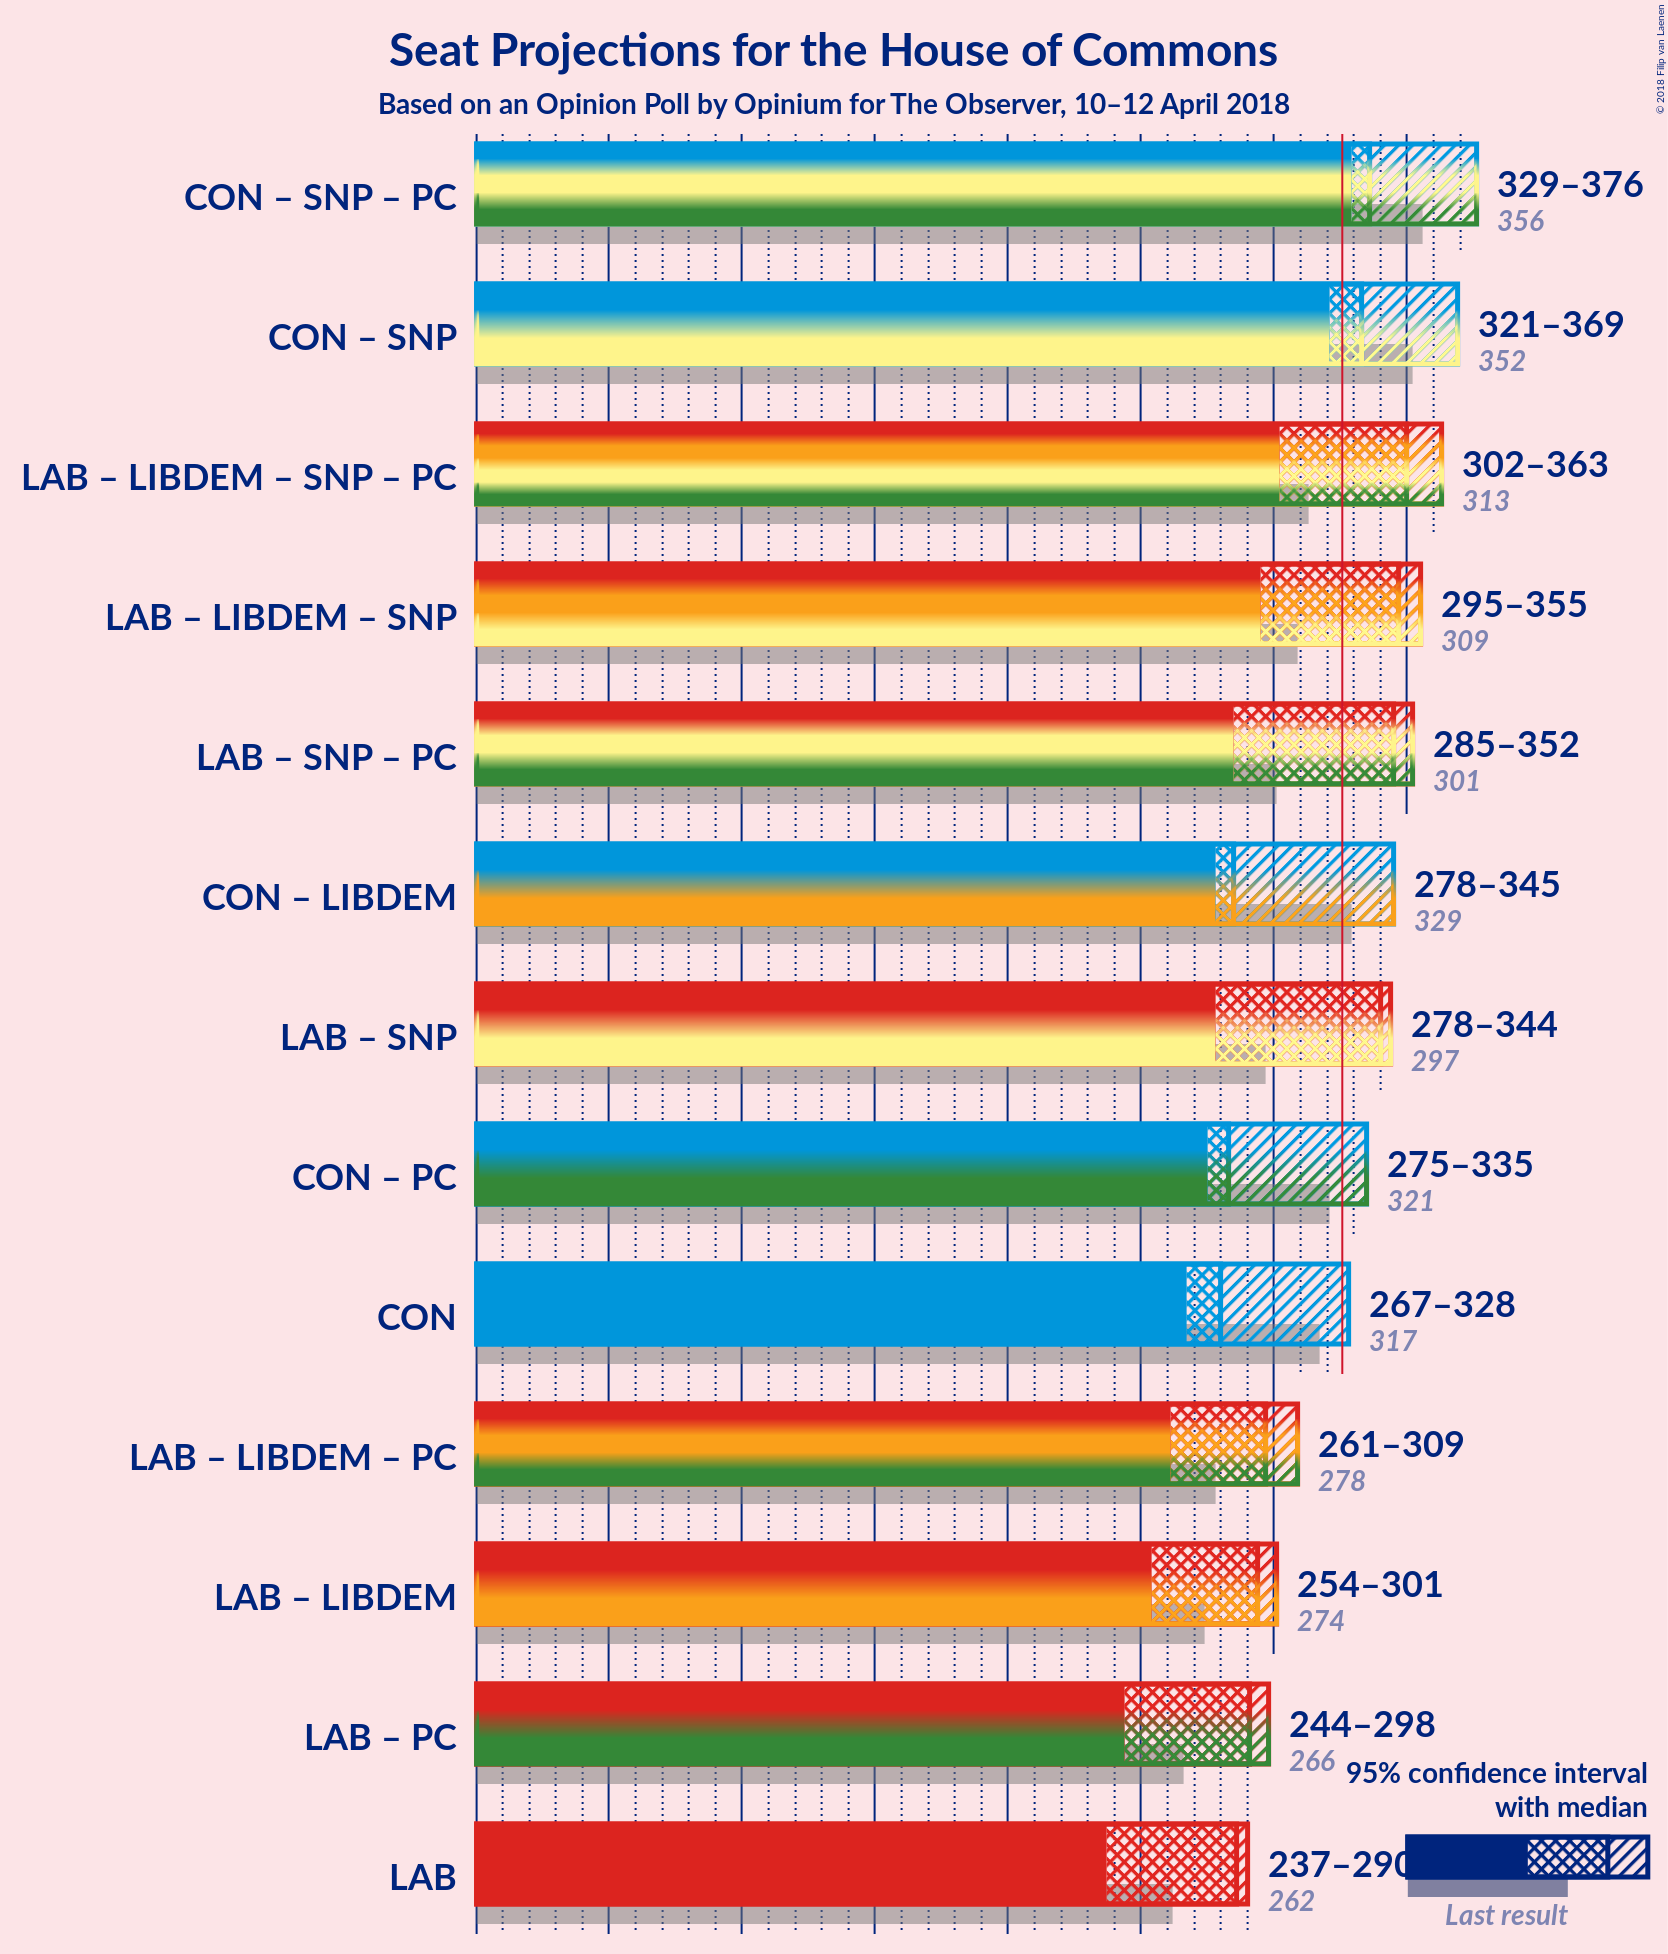 © 2018 Filip van Laenen
Seat Projections for the House of Commons
Based on an Opinion Poll by Opinium for The Observer, 10–12 April 2018
CON – SNP – PC
329–376
356
CON – SNP
321–369
352
LAB – LIBDEM – SNP – PC
302–363
313
LAB – LIBDEM – SNP
295–355
309
LAB – SNP – PC
285–352
301
CON – LIBDEM
278–345
329
LAB – SNP
278–344
297
CON – PC
275–335
321
CON
267–328
317
LAB – LIBDEM – PC
261–309
278
LAB – LIBDEM
254–301
274
LAB – PC
244–298
266
95% confidence interval
with median
LAB
237–290
262
Last result